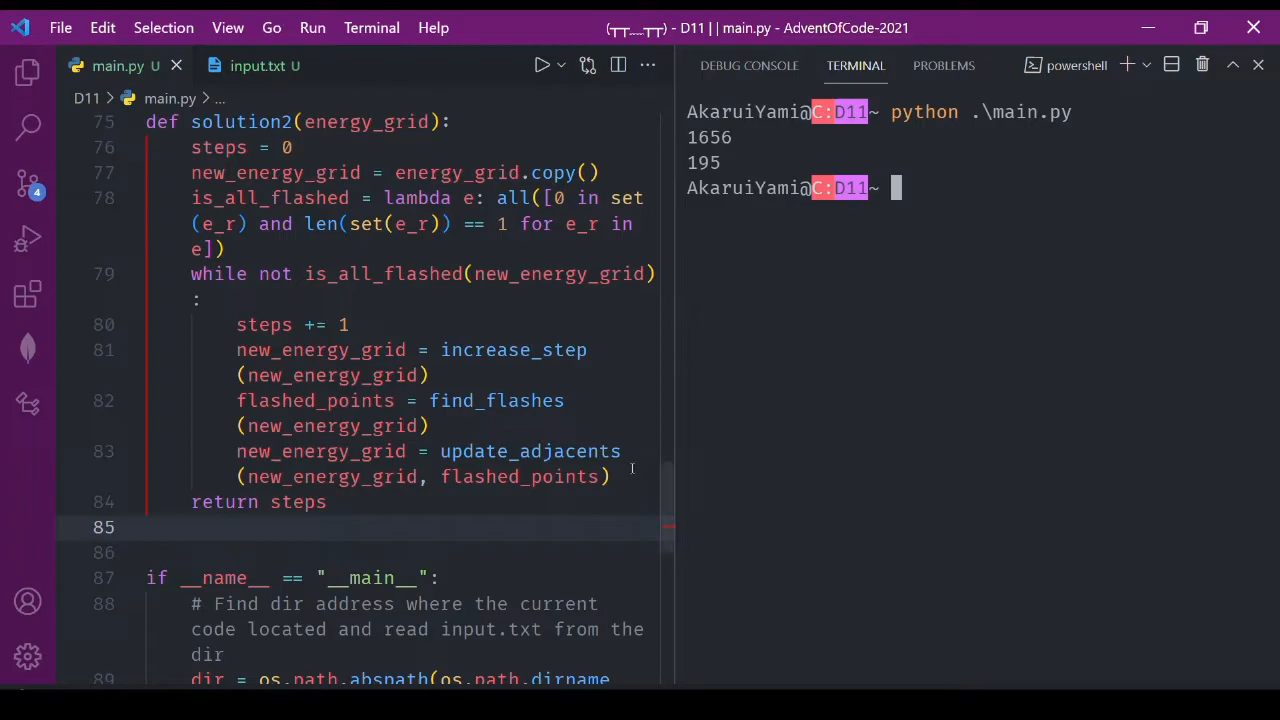 File Edit Selection View Go Run Terminal Help
(┬┬﹏┬┬) - D11 | | main.py - AdventOfCode-2021
main.py U
input.txt U
D11 > main.py > ...
75 def solution2(energy_grid):
76 steps = 0
77 new_energy_grid = energy_grid.copy()
78 is_all_flashed = lambda e: all([0 in set
(e_r) and len(set(e_r)) == 1 for e_r in
e])
79 while not is_all_flashed(new_energy_grid)
:
80 steps += 1
81 new_energy_grid = increase_step
(new_energy_grid)
82 flashed_points = find_flashes
(new_energy_grid)
83 new_energy_grid = update_adjacents
(new_energy_grid, flashed_points)
84 return steps
85
86
87 if __name__ == "__main__":
88 # Find dir address where the current
code located and read input.txt from the
dir
89 dir = os.path.abspath(os.path.dirname
4
DEBUG CONSOLE TERMINAL PROBLEMS
powershell
AkaruiYami@C:D11~ python .\main.py
1656
195
AkaruiYami@C:D11~